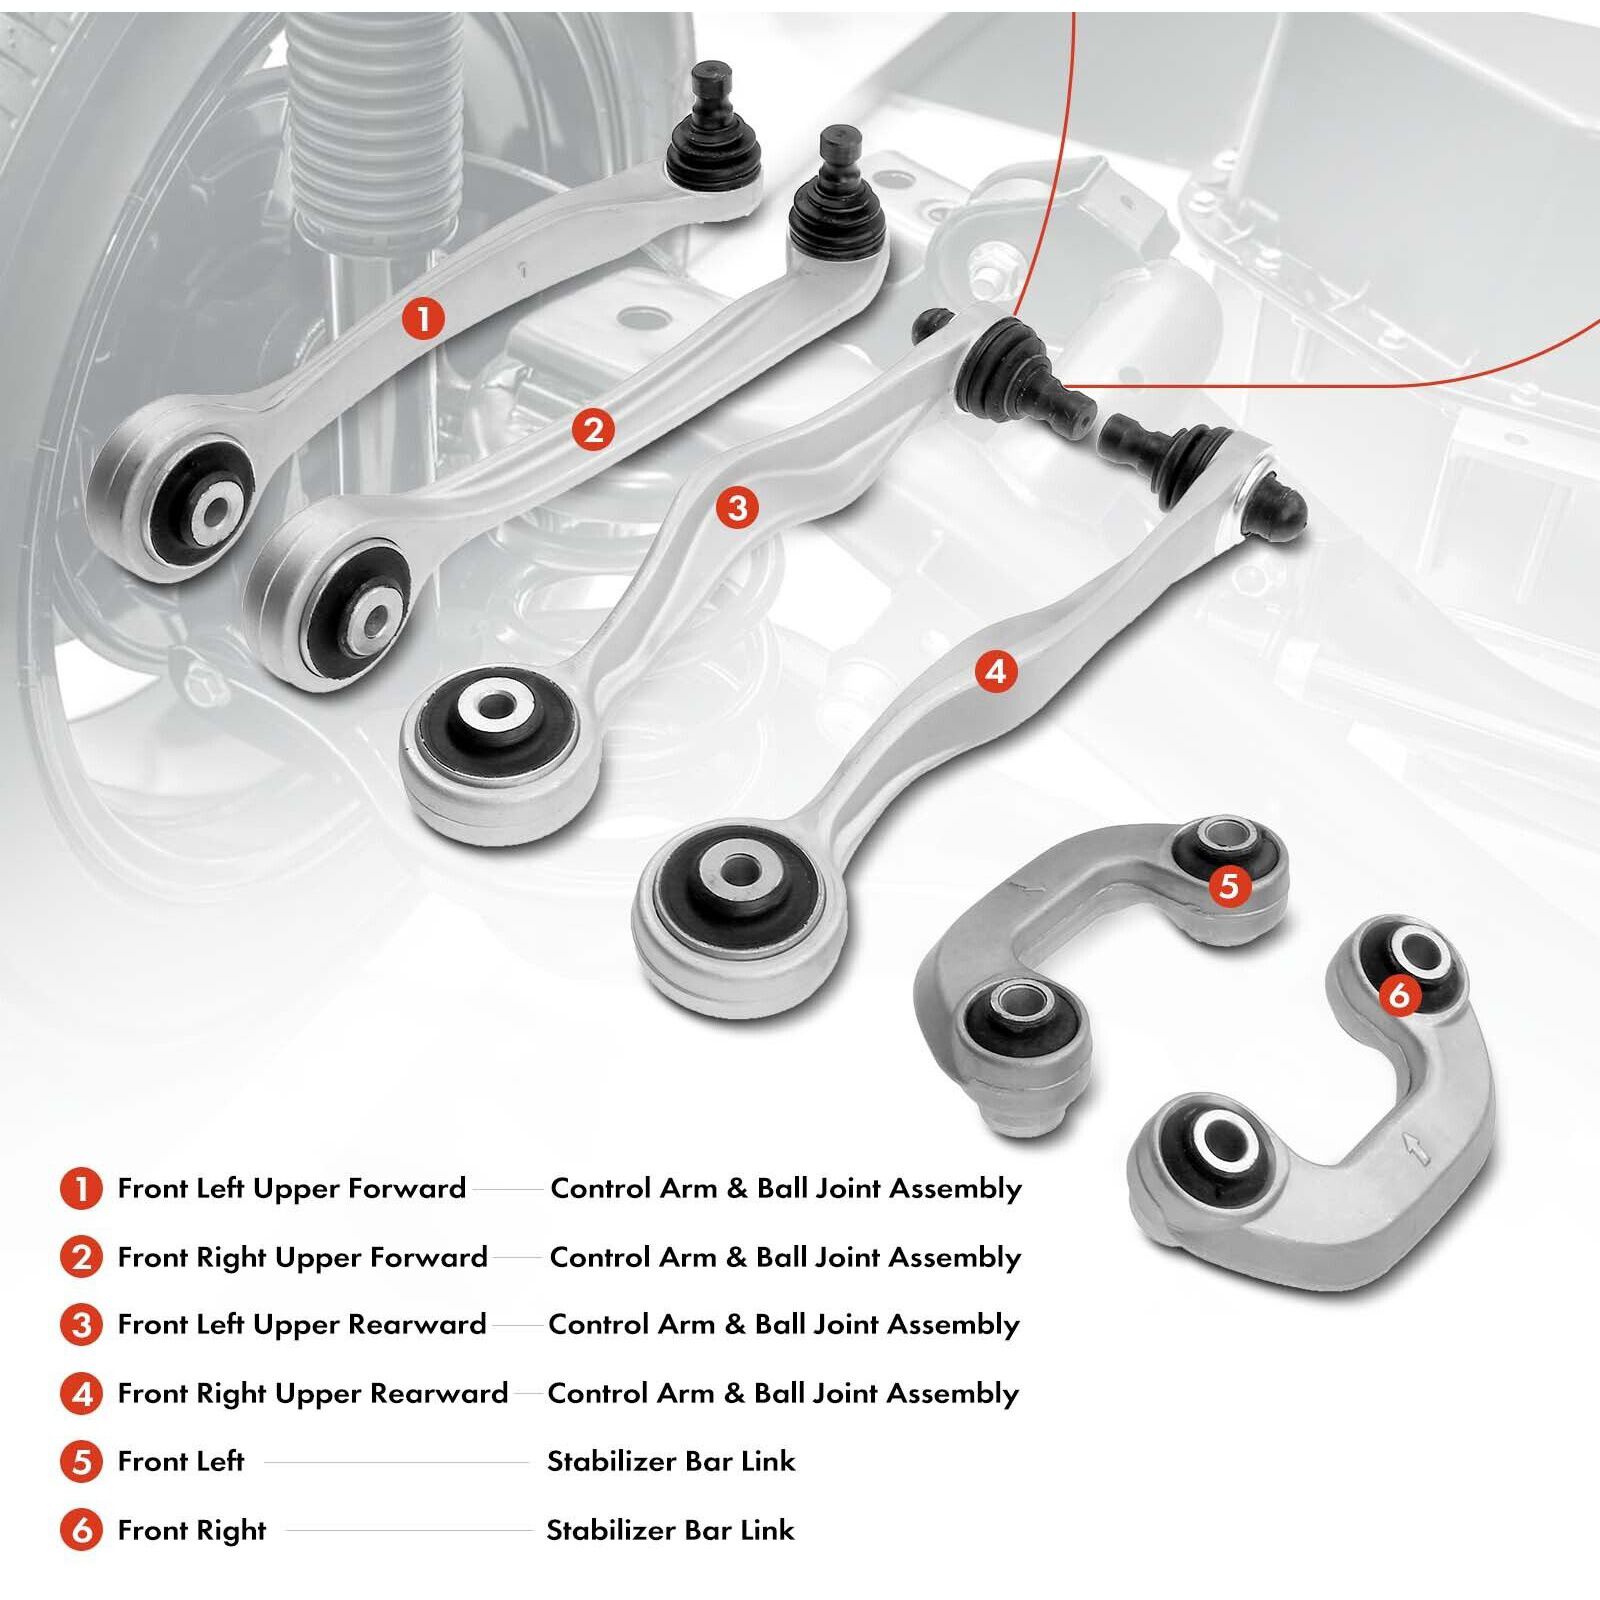 1
2
3
4
5
6
1 Front Left Upper Forward Control Arm & Ball Joint Assembly
2 Front Right Upper Forward Control Arm & Ball Joint Assembly
3 Front Left Upper Rearward Control Arm & Ball Joint Assembly
4 Front Right Upper Rearward Control Arm & Ball Joint Assembly
5 Front Left Stabilizer Bar Link
6 Front Right Stabilizer Bar Link